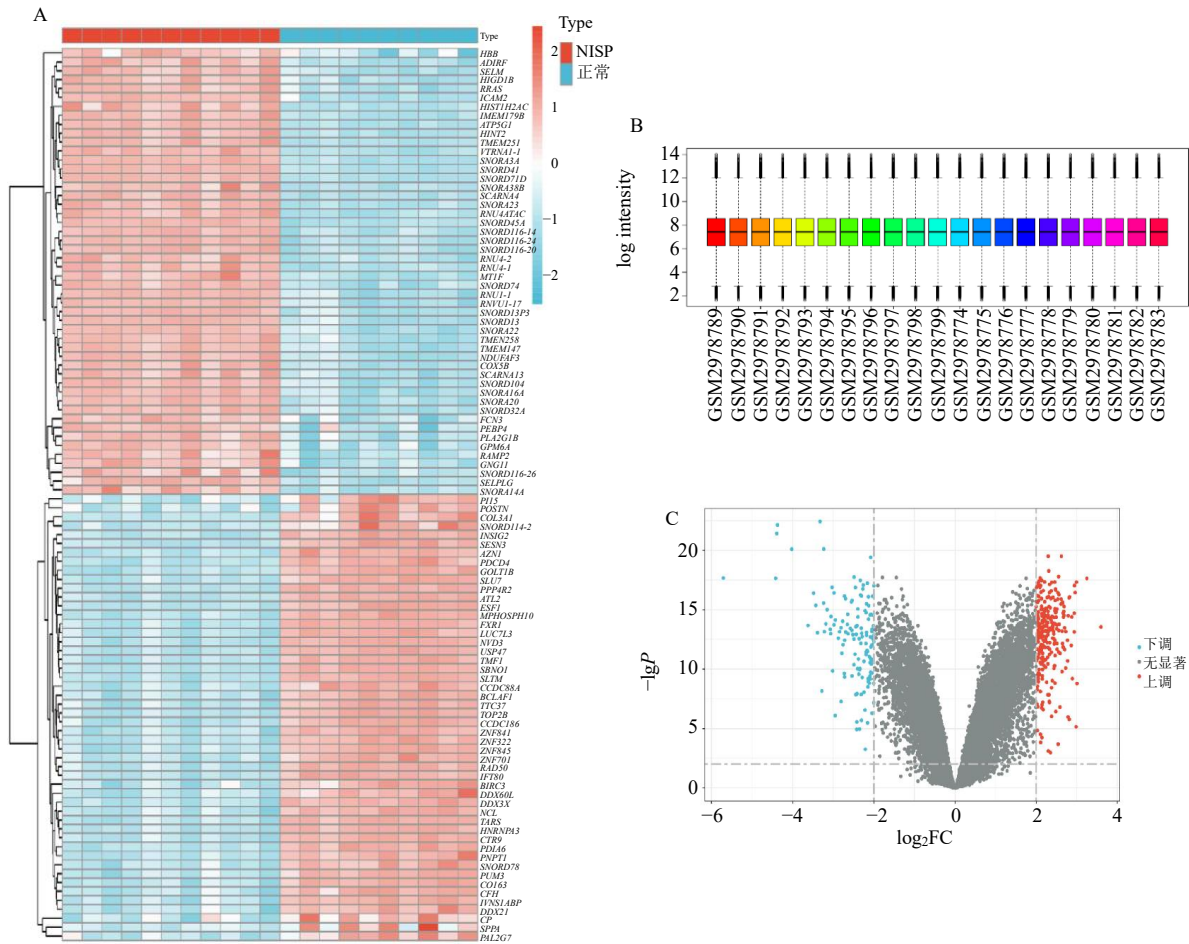 A
Type
Type
NISP
正常
2
1
0
−1
−2
HBB
ADIRF
SELM
HIGD1B
RRAS
ICAM2
HIST1H2AC
IMEM179B
ATP5G1
HINT2
TMEM251
VTRNA1-1
SNORA3A
SNORD41
SNORD71D
SNORA38B
SCARNA4
SNORA23
RNU4ATAC
SNORD45A
SNORD116-14
SNORD116-24
SNORD116-20
RNU4-2
RNU4-1
MT1F
SNORD74
RNU1-1
RNVU1-17
SNORD13P3
SNORD13
SNORA22
TMEN258
TMEM147
NDUFAF3
COX5B
SCARNA13
SNORD104
SNORA16A
SNORA20
SNORD32A
FCN3
PEBP4
PLA2G1B
GPM6A
RAMP2
GNG11
SNORD116-26
SELPLG
SNORA14A
PI15
POSTN
COL3A1
SNORD114-2
INSIG2
SESN3
AZN1
PDCD4
GOLT1B
SLU7
PPP4R2
ATL2
ESF1
MPHOSPH10
FXR1
LUC7L3
NVD3
USP47
TMF1
SBNO1
SLTM
CCDC88A
BCLAF1
TTC37
TOP2B
CCDC186
ZNF841
ZNF322
ZNF845
ZNF701
RAD50
IFT80
BIRC3
DDX60L
DDX3X
NCL
TARS
HNRNPA3
CTR9
PDIA6
PNPT1
SNORD78
PUM3
CO163
CFH
IVNS1ABP
DDX21
CP
SPPA
PAL2G7
B
log intensity
14
12
10
8
6
4
2
GSM2978789
GSM2978790
GSM2978791
GSM2978792
GSM2978793
GSM2978794
GSM2978795
GSM2978796
GSM2978797
GSM2978798
GSM2978799
GSM2978774
GSM2978775
GSM2978776
GSM2978777
GSM2978778
GSM2978779
GSM2978780
GSM2978781
GSM2978782
GSM2978783
C
−lgP
20
15
10
5
0
−6 −4 −2 0 2 4
log₂FC
下调
无显著
上调